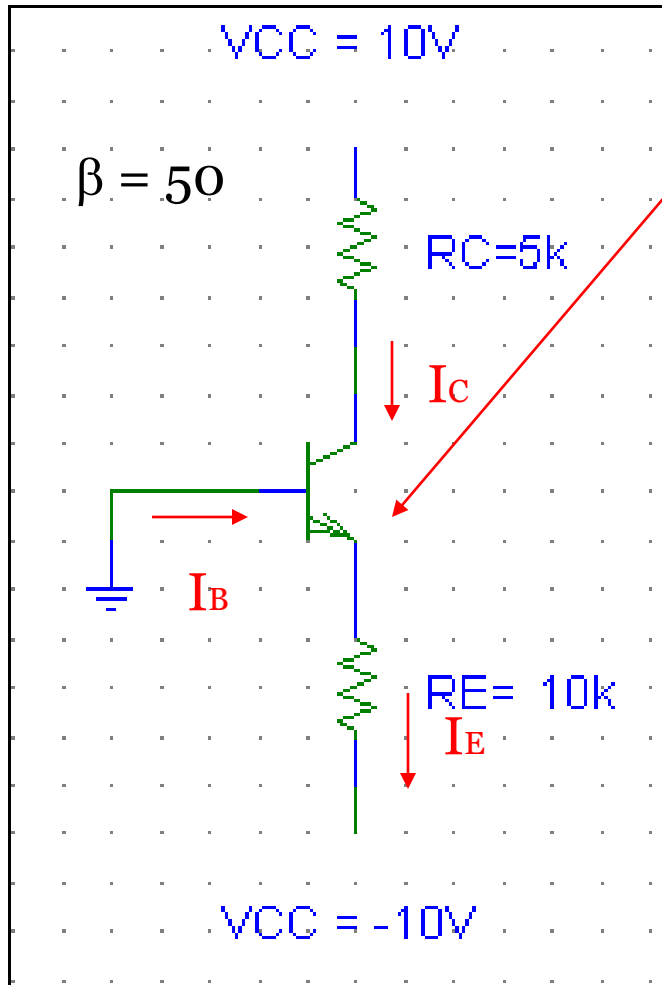 VCC = 10V
β = 50
RC=5k
IC
IB
RE= 10k
IE
VCC = -10V